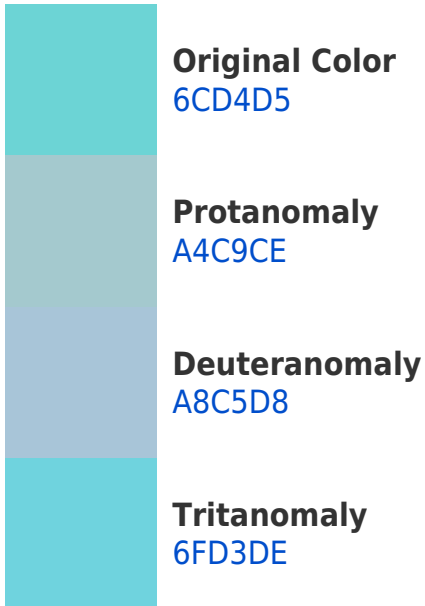 Original Color
6CD4D5
Protanomaly
A4C9CE
Deuteranomaly
A8C5D8
Tritanomaly
6FD3DE